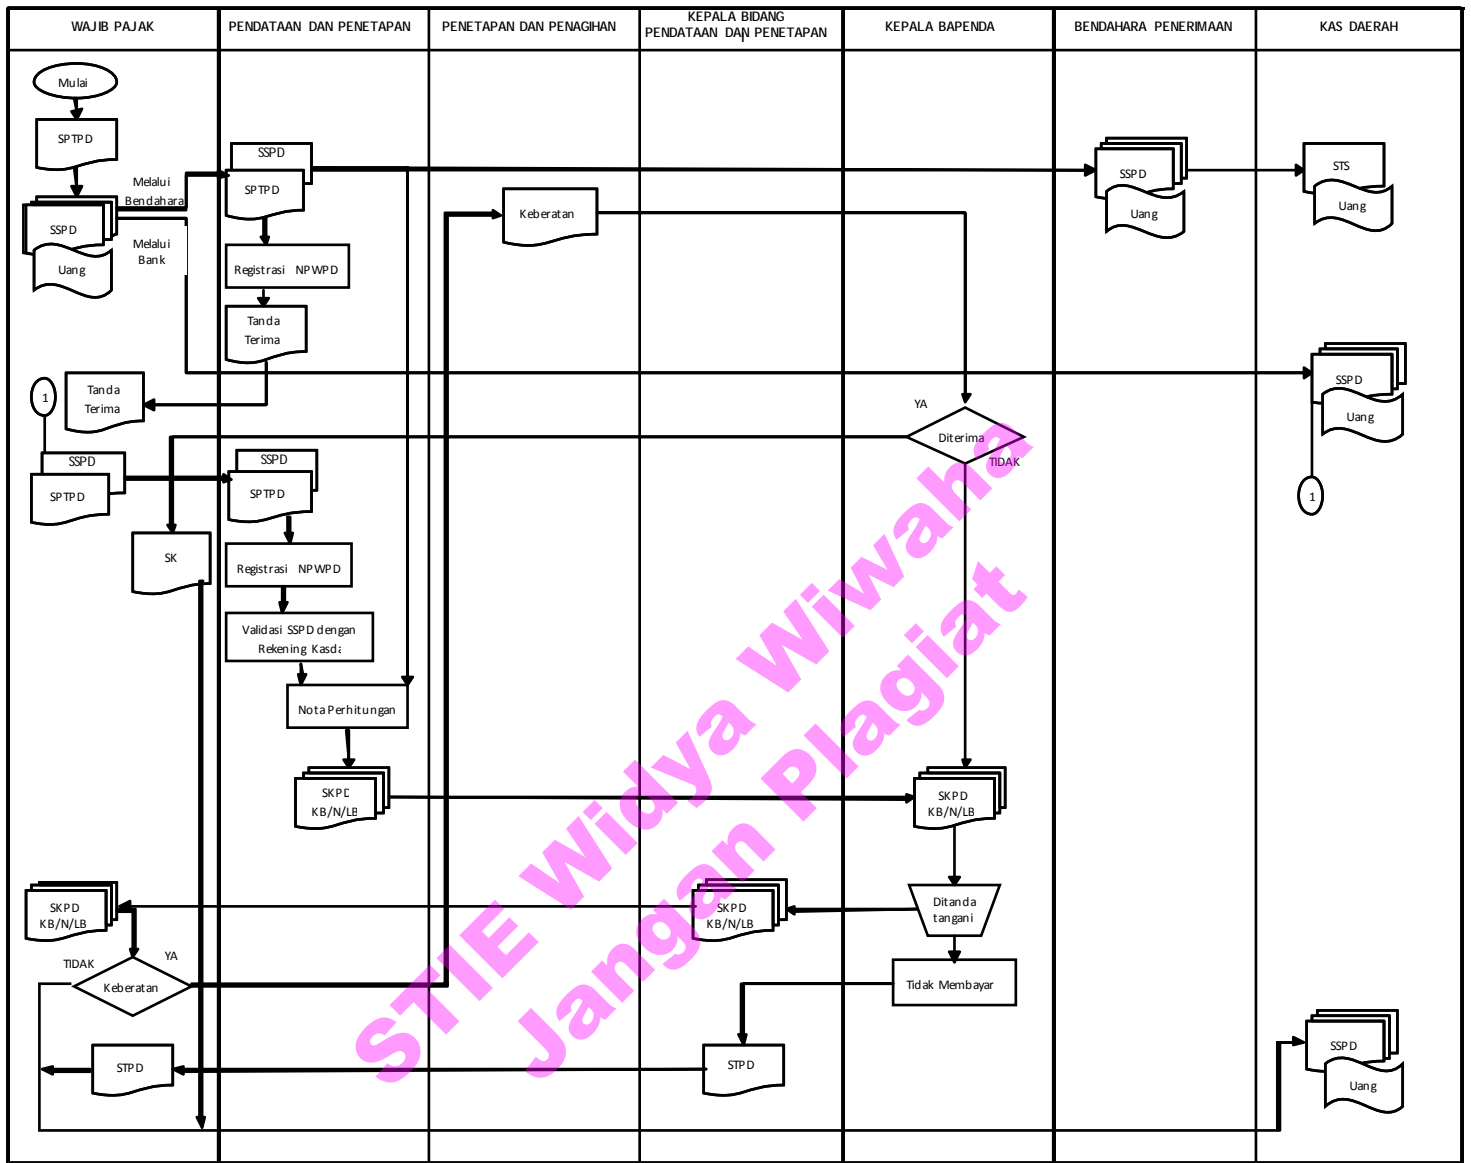 WAJIB PAJAK
PENDATAAN DAN PENETAPAN
PENETAPAN DAN PENAGIHAN
KEPALA BIDANG
PENDATAAN DAN PENETAPAN
KEPALA BAPENDA
BENDAHARA PENERIMAAN
KAS DAERAH
Mulai
SPTPD
SSPD
Uang
Melalui
Bendahara
Melalui
Bank
SSPD
SPTPD
Registrasi NPWPD
Tanda
Terima
Keberatan
SSPD
Uang
STS
Uang
1
Tanda
Terima
SSPD
Uang
1
YA
Diterima
TIDAK
SSPD
SPTPD
SSPD
SPTPD
SK
Registrasi NPWPD
Validasi SSPD dengan
Rekening Kasda
Nota Perhitungan
SKPD
KB/N/LB
SKPD
KB/N/LB
SKPD
KB/N/LB
SKPD
KB/N/LB
Ditanda
tangani
TIDAK
YA
Keberatan
Tidak Membayar
STPD
STPD
SSPD
Uang
STIE Widya Wiwaha
Jangan Plagiat